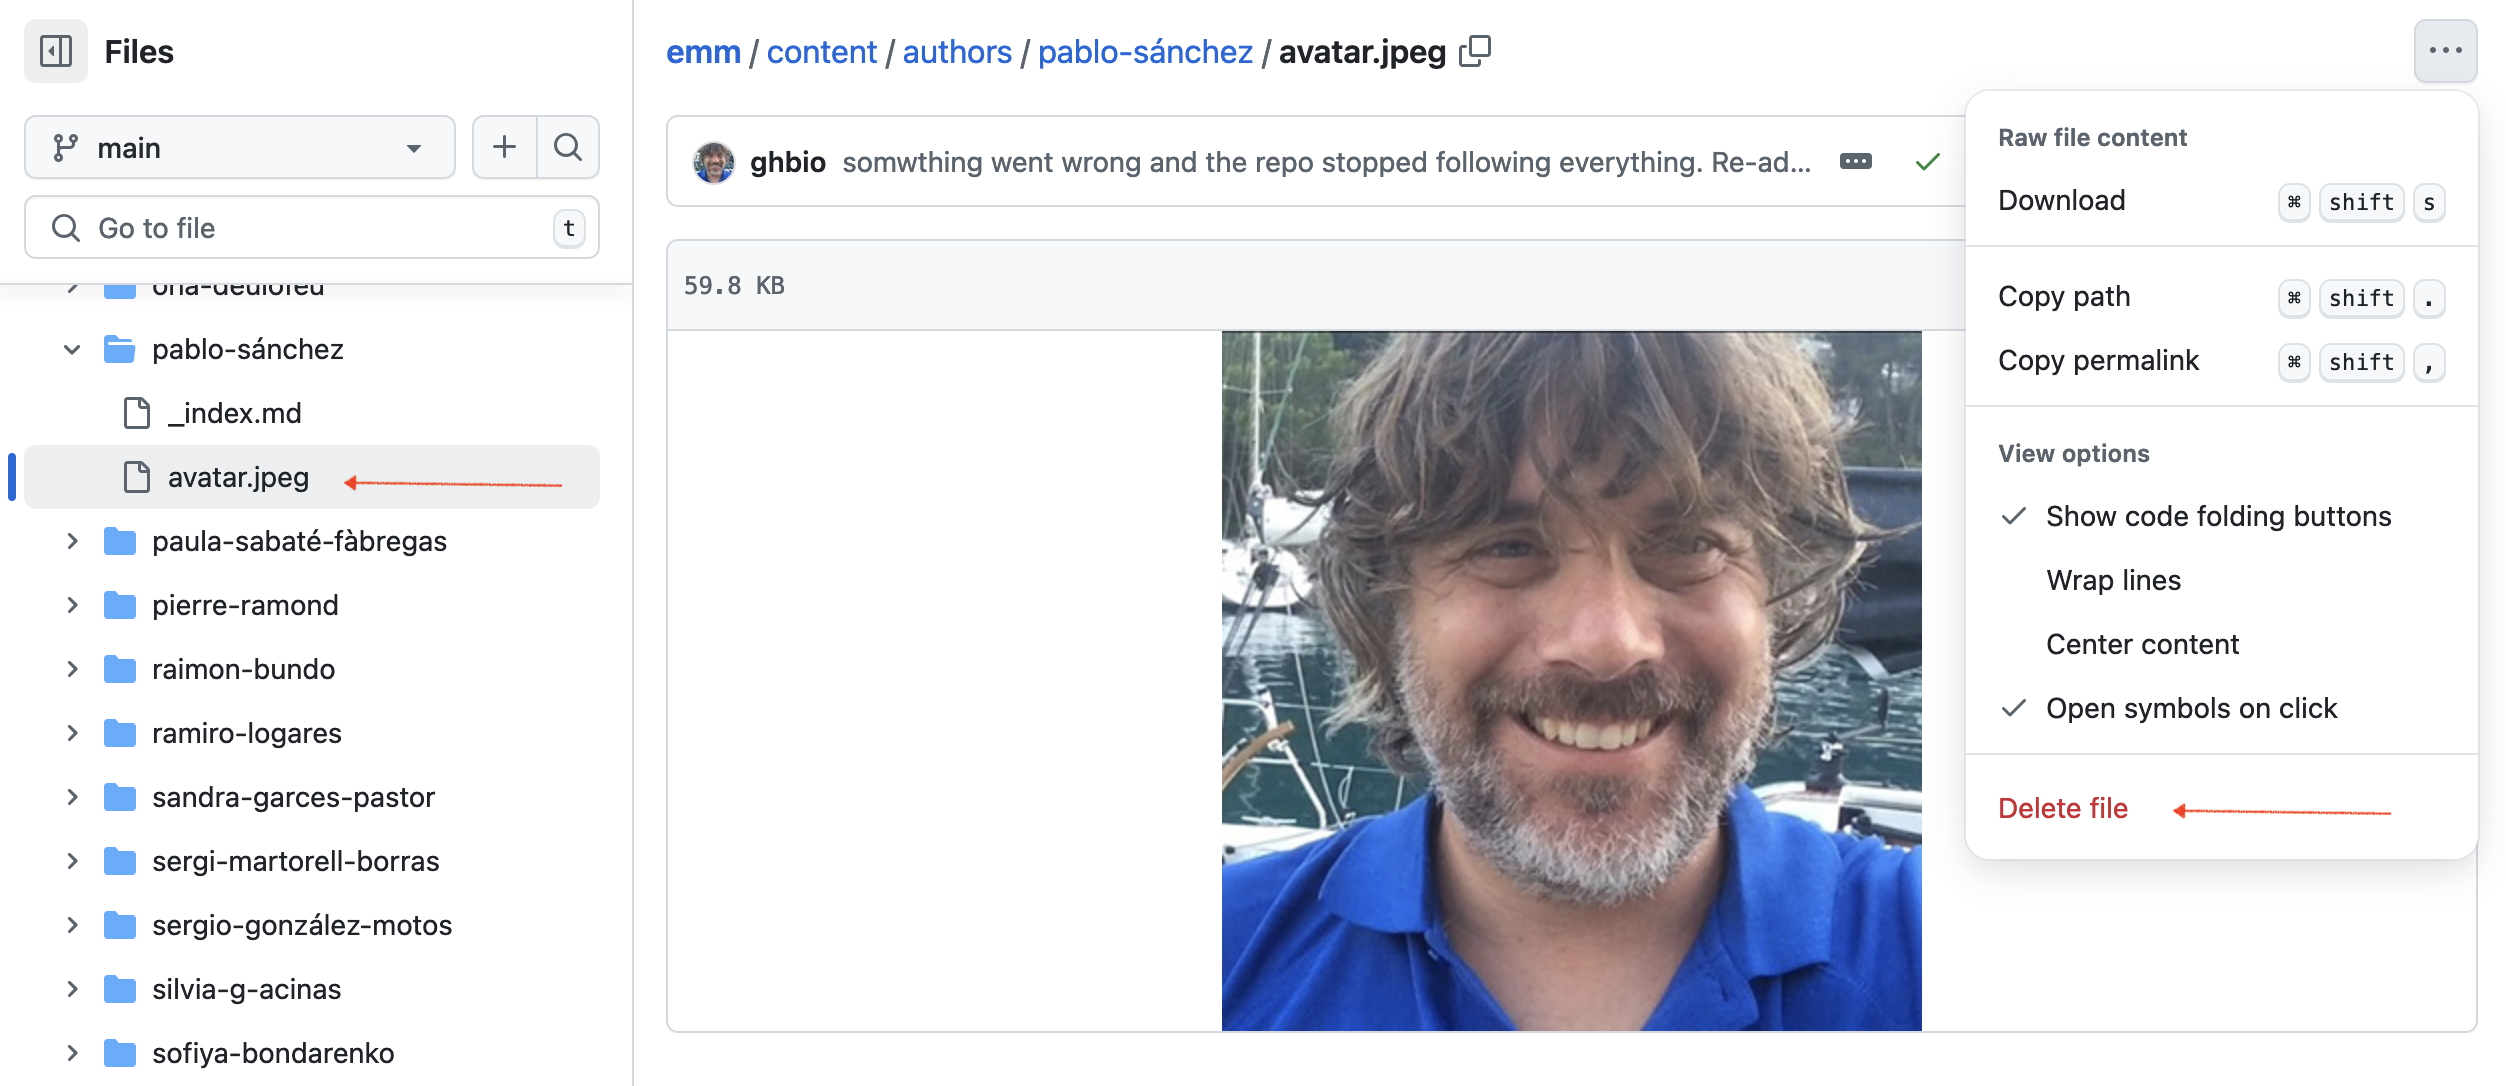 Files
main
Go to file
t
ona-deulofeu
pablo-sánchez
_index.md
avatar.jpeg
paula-sabaté-fàbregas
pierre-ramond
raimon-bundo
ramiro-logares
sandra-garces-pastor
sergi-martorell-borras
sergio-gonzález-motos
silvia-g-acinas
sofiya-bondarenko
emm / content / authors / pablo-sánchez / avatar.jpeg
ghbio somwthing went wrong and the repo stopped following everything. Re-ad...
59.8 KB
Raw file content
Download ⌘ shift s
Copy path ⌘ shift .
Copy permalink ⌘ shift ,
View options
Show code folding buttons
Wrap lines
Center content
Open symbols on click
Delete file